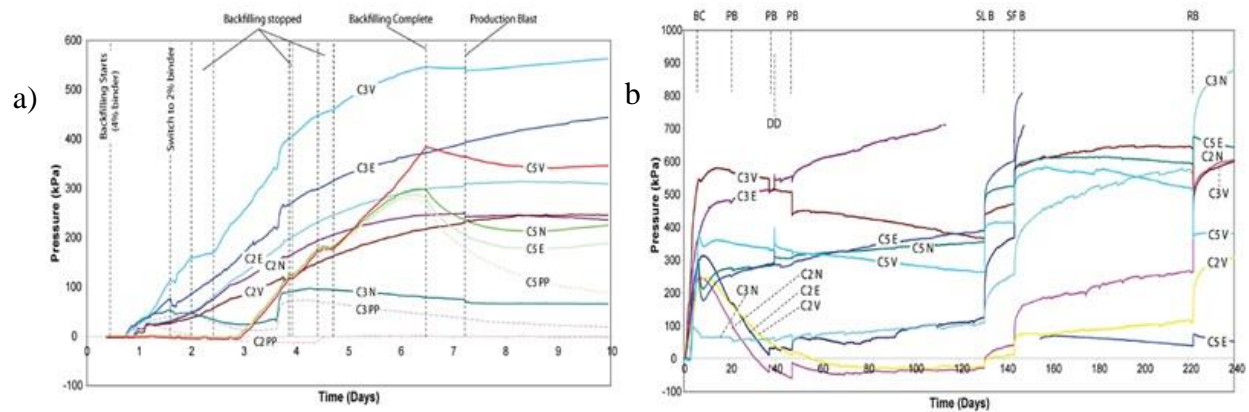 a)
Backfill stopped
Backfilling Complete
Production Blast
600
500
400
300
200
100
0
-100
Pressure (kPa)
Backfilling Starts
(4% binder)
Switch to 2% binder
C3 V
C3 E
C5 V
C2 E
C2 N
C2 V
C5 N
C5 E
C5 PP
C3 N
C3 PP
C2 PP
0 1 2 3 4 5 6 7 8 9 10
Time (Days)
b
BC PB PB PB SL B SF B RB
1000
900
800
700
600
500
400
300
200
100
0
-100
Pressure (kPa)
DD
C3 N
C3 V
C3 E
C5 E
C2 N
C3 V
C5 E
C5 N
C5 V
C2 N
C3 N
C2 E
C2 V
C5 E
0 20 40 60 80 100 120 140 160 180 200 220 240
Time (Days)